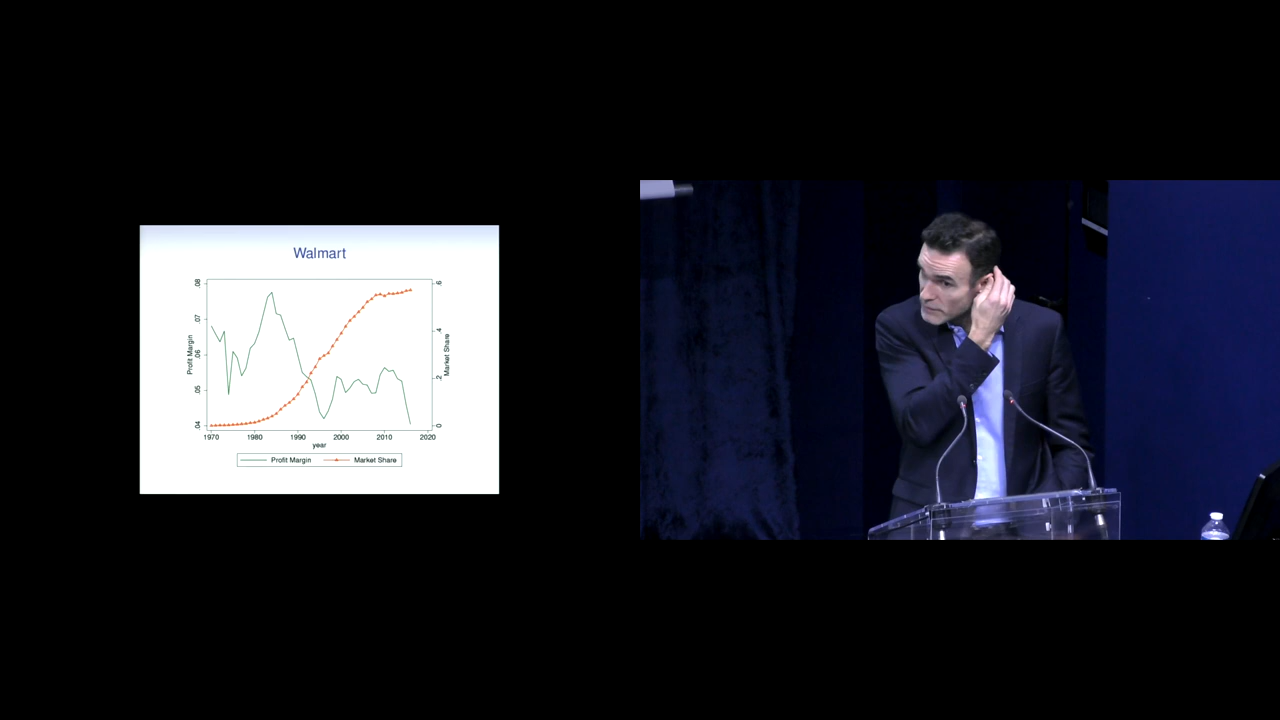 Walmart
.08
.07
.06
.05
.04
Profit Margin
.6
.4
.2
0
Market Share
1970 1980 1990 2000 2010 2020
year
Profit Margin Market Share